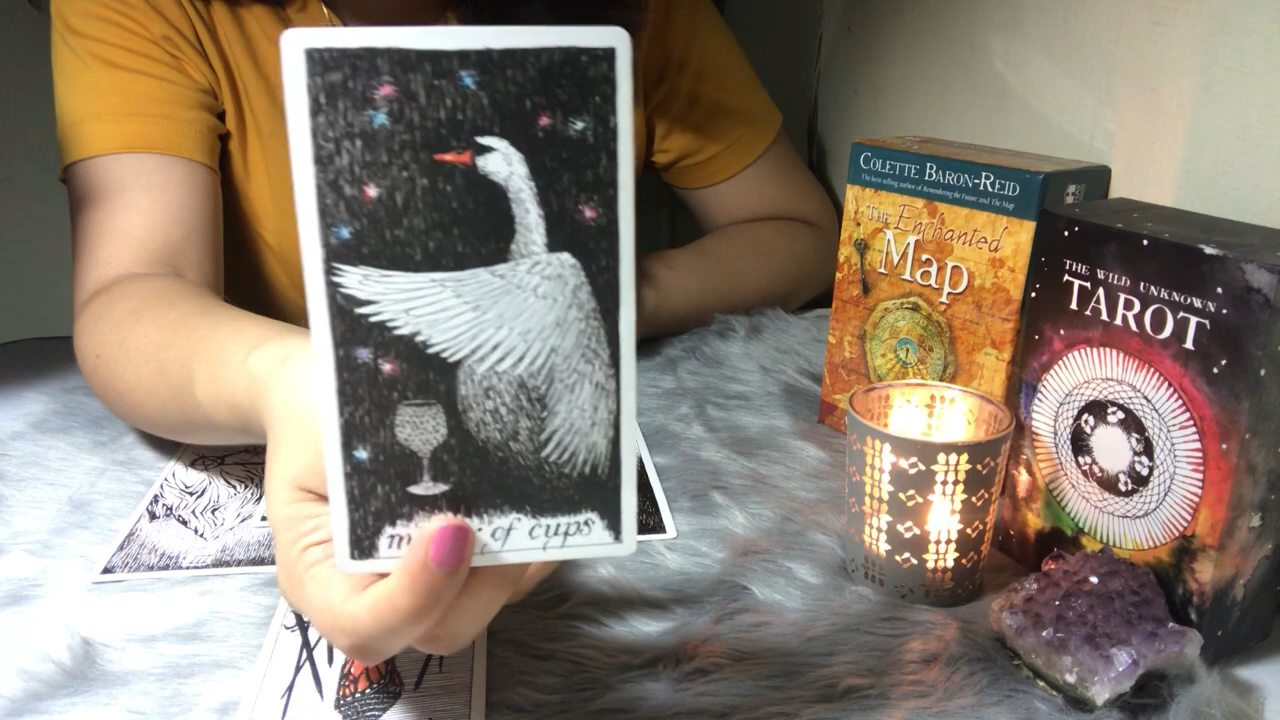 of cups
COLETTE BARON-REID
The best-selling author of Remembering the Future and The Map
THE Enchanted
Map
THE WILD UNKNOWN
TAROT